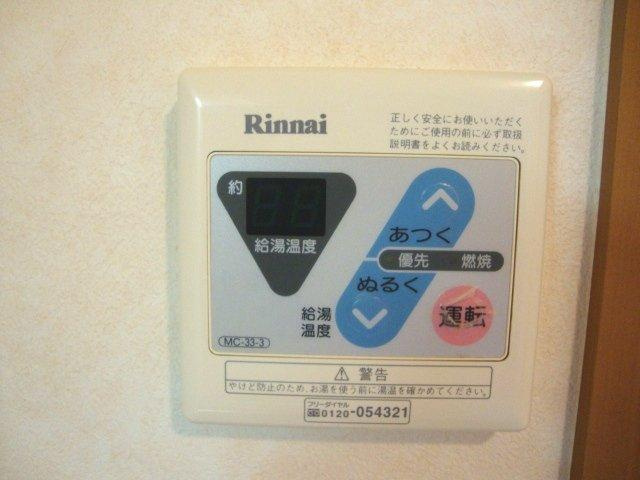 Rinnai
正しく安全にお使いいただく
ためにご使用の前に必ず取扱
説明書をよくお読みください。
約
給湯温度
あつく
優先 燃焼
ぬるく
給湯
温度
運転
MC-33-3
⚠ 警告
やけど防止のため、お湯を使う前に湯温を確かめてください。
フリーダイヤル
0120-054321